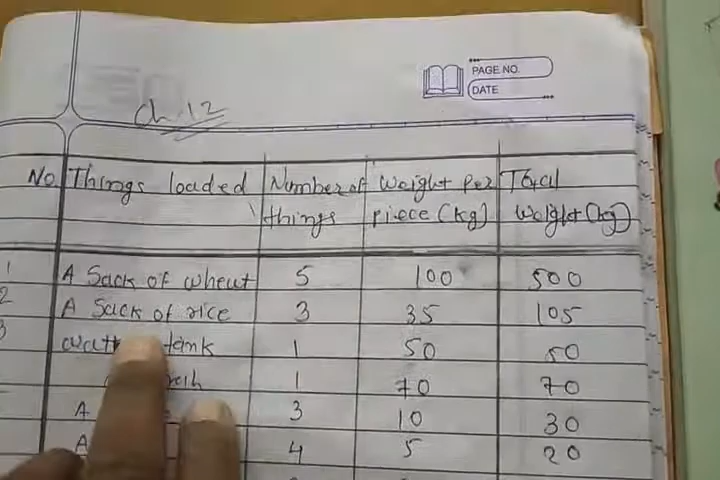 PAGE NO.
DATE
Ch.12
No Things loaded Number of things Weight per piece (kg) Total Weight (kg)
1 A Sack of wheat 5 100 500
2 A Sack of rice 3 35 105
3 tank 1 50 50
1 70 70
A 3 10 30
A 4 5 20